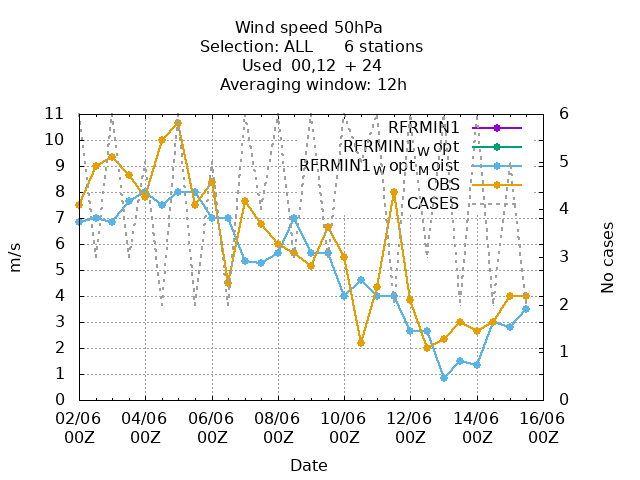 Wind speed 50hPa
Selection: ALL 6 stations
Used 00,12 + 24
Averaging window: 12h
RFRMIN1
RFRMIN1W opt
RFRMIN1W optMoist
OBS
CASES
m/s
11
10
9
8
7
6
5
4
3
2
1
0
No cases
6
5
4
3
2
1
0
02/06 04/06 06/06 08/06 10/06 12/06 14/06 16/06
00Z 00Z 00Z 00Z 00Z 00Z 00Z 00Z
Date